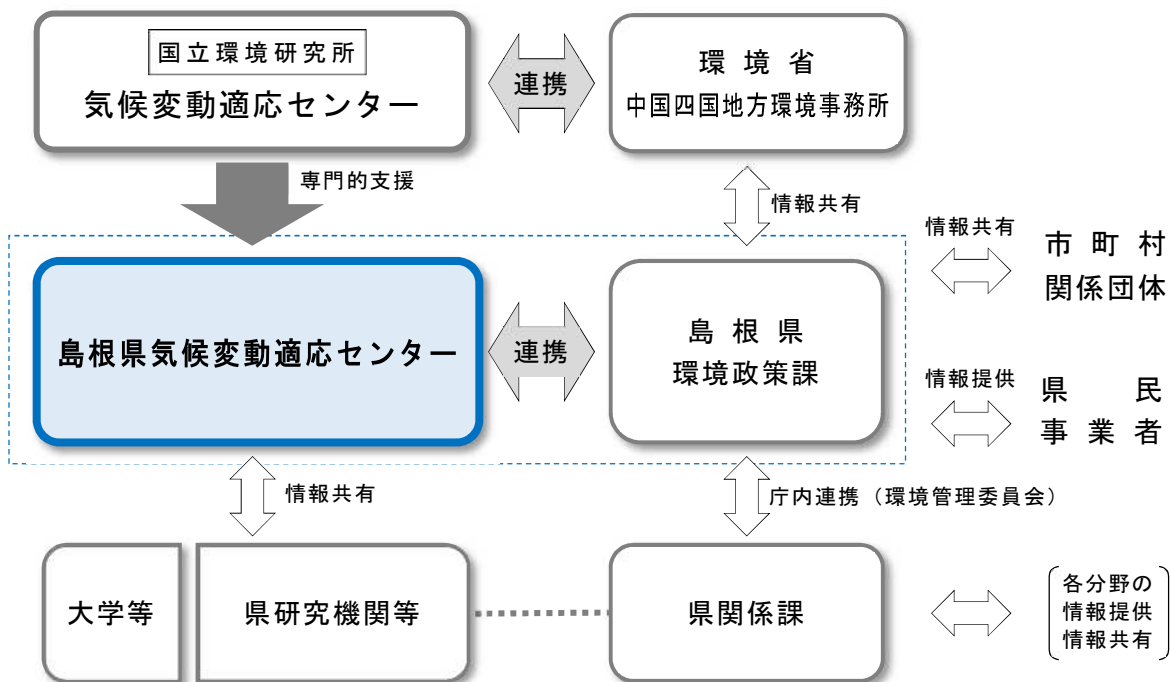 国立環境研究所
気候変動適応センター
連携
環境省
中国四国地方環境事務所
専門的支援
情報共有
島根県気候変動適応センター
連携
島根県
環境政策課
情報共有
市町村
関係団体
情報提供
県民
事業者
情報共有
庁内連携（環境管理委員会）
大学等
県研究機関等
県関係課
各分野の
情報提供
情報共有